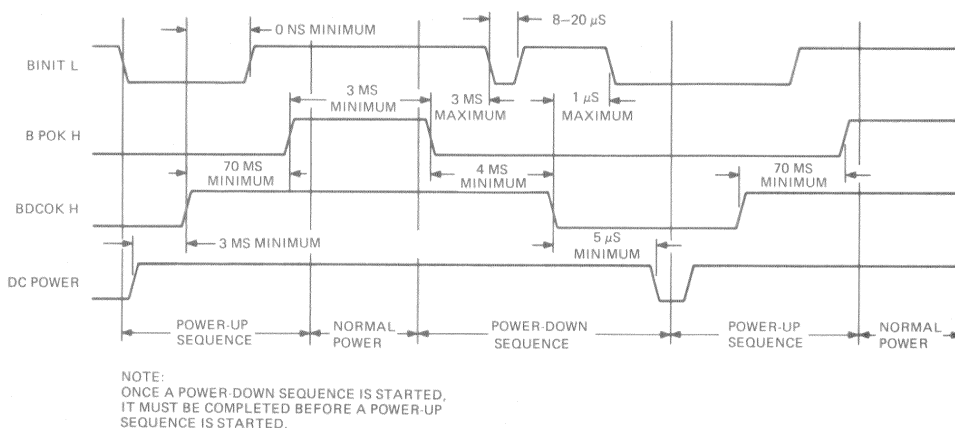 8–20 μS
0 NS MINIMUM
BINIT L
3 MS
MINIMUM
3 MS
MAXIMUM
1 μS
MAXIMUM
B POK H
70 MS
MINIMUM
4 MS
MINIMUM
70 MS
MINIMUM
BDCOK H
3 MS MINIMUM
5 μS
MINIMUM
DC POWER
POWER-UP
SEQUENCE
NORMAL
POWER
POWER-DOWN
SEQUENCE
POWER-UP
SEQUENCE
NORMAL
POWER
NOTE:
ONCE A POWER-DOWN SEQUENCE IS STARTED,
IT MUST BE COMPLETED BEFORE A POWER-UP
SEQUENCE IS STARTED.